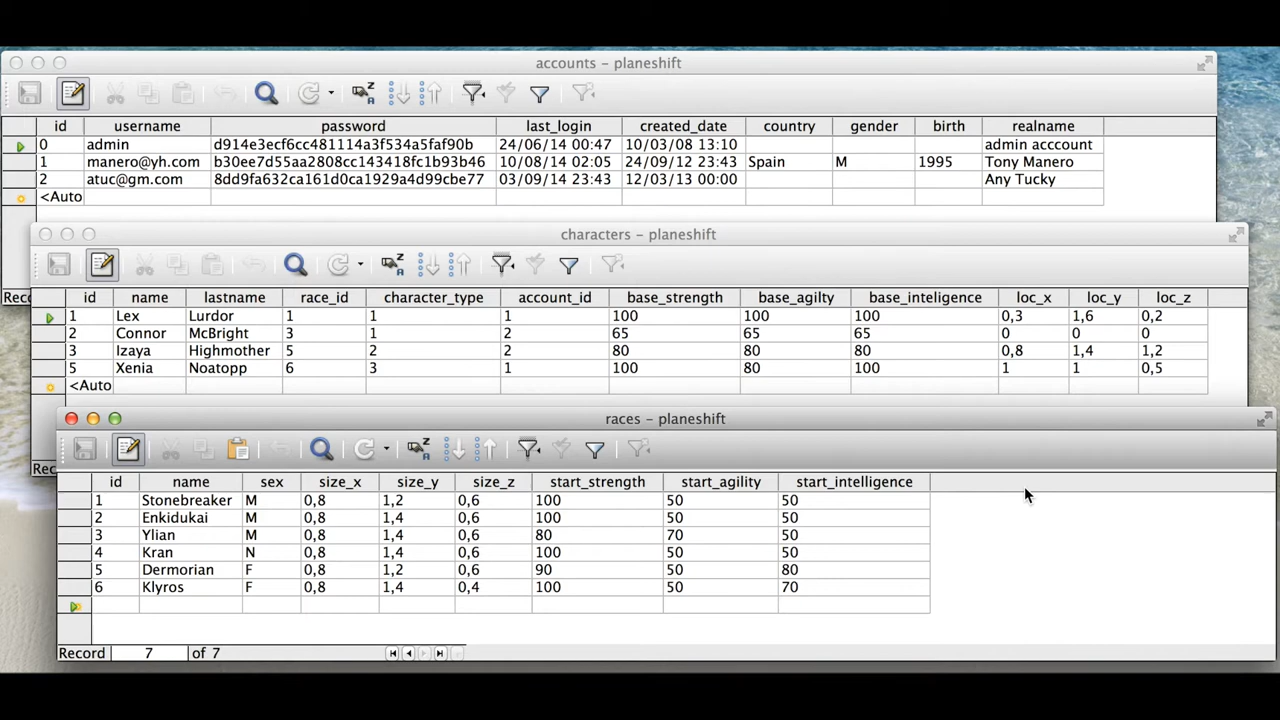 accounts – planeshift
id username password last_login created_date country gender birth realname
0 admin d914e3ecf6cc481114a3f534a5faf90b 24/06/14 00:47 10/03/08 13:10 admin acccount
1 manero@yh.com b30ee7d55aa2808cc143418fc1b93b46 10/08/14 02:05 24/09/12 23:43 Spain M 1995 Tony Manero
2 atuc@gm.com 8dd9fa632ca161d0ca1929a4d99cbe77 03/09/14 23:43 12/03/13 00:00 Any Tucky
<Auto
characters – planeshift
Recc
id name lastname race_id character_type account_id base_strength base_agilty base_inteligence loc_x loc_y loc_z
1 Lex Lurdor 1 1 1 100 100 100 0,3 1,6 0,2
2 Connor McBright 3 1 2 65 65 65 0 0 0
3 Izaya Highmother 5 2 2 80 80 80 0,8 1,4 1,2
5 Xenia Noatopp 6 3 1 100 80 100 1 1 0,5
<Auto
races – planeshift
Rec
id name sex size_x size_y size_z start_strength start_agility start_intelligence
1 Stonebreaker M 0,8 1,2 0,6 100 50 50
2 Enkidukai M 0,8 1,4 0,6 100 50 50
3 Ylian M 0,8 1,4 0,6 80 70 50
4 Kran N 0,8 1,4 0,6 100 50 50
5 Dermorian F 0,8 1,2 0,6 90 50 80
6 Klyros F 0,8 1,4 0,4 100 50 70
Record 7 of 7